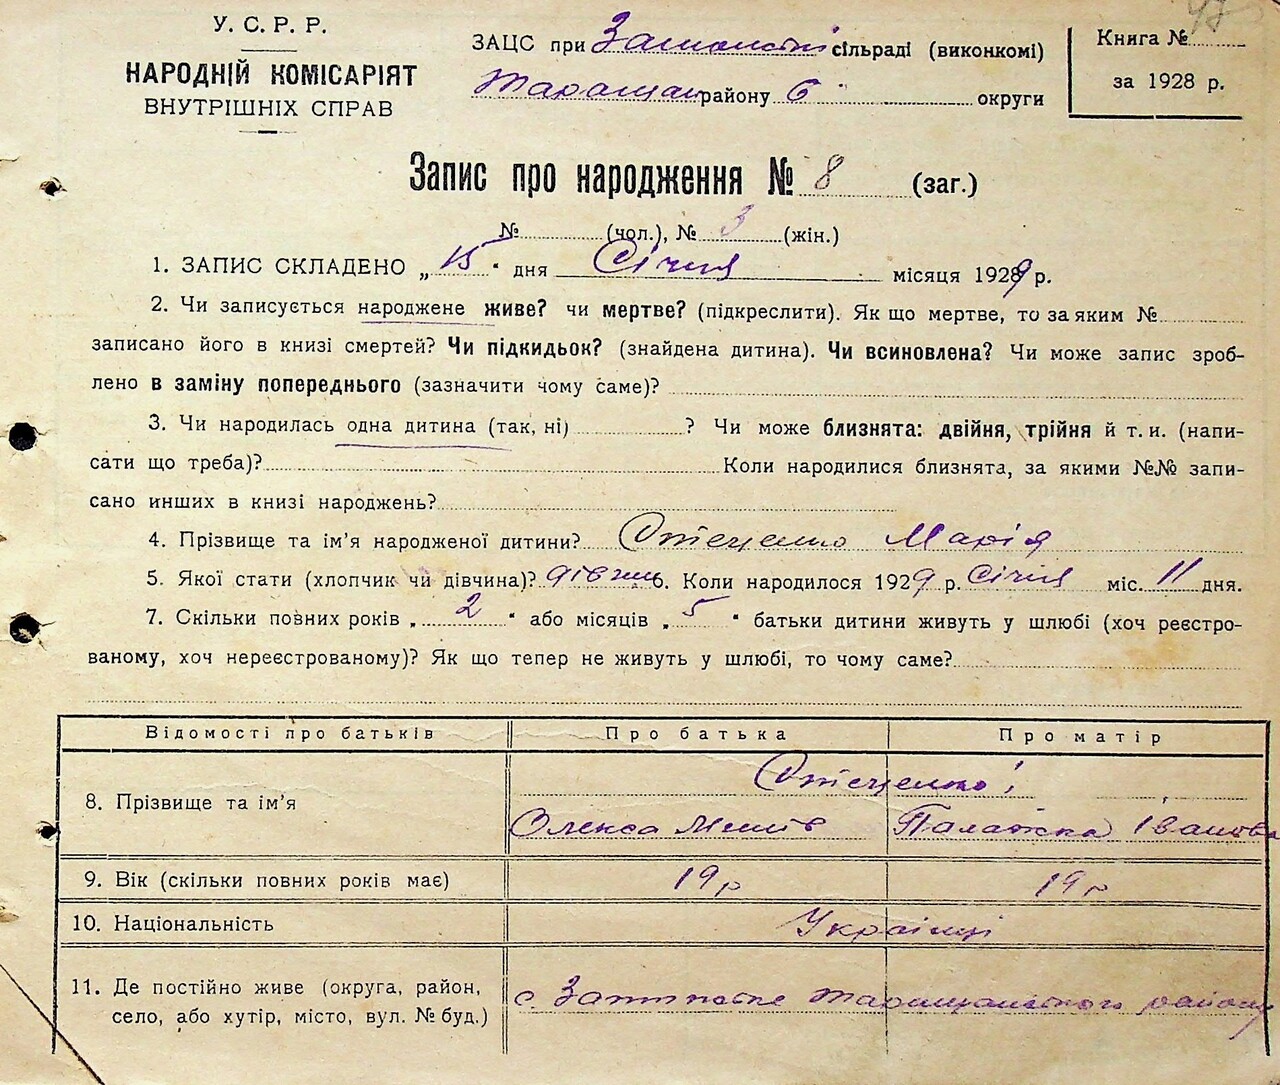 47
У. С. Р. Р.
НАРОДНІЙ КОМІСАРІЯТ
ВНУТРІШНІХ СПРАВ
ЗАЦС при сільраді (виконкомі)
Таращан району Б округи
Книга №
за 1928 р.
Запис про народження № 8 (заг.)
№ (чол.), № 3 (жін.)
1. ЗАПИС СКЛАДЕНО „ 15 " дня Січня місяця 1929 р.
2. Чи записується народжене живе? чи мертве? (підкреслити). Як що мертве, то за яким №
записано його в книзі смертей? Чи підкидьок? (знайдена дитина). Чи всиновлена? Чи може запис зроб-
лено в заміну попереднього (зазначити чому саме)?
3. Чи народилась одна дитина (так, ні) ? Чи може близнята: двійня, трійня й т. и. (напи-
сати що треба)? Коли народилися близнята, за якими №№ запи-
сано инших в книзі народжень?
4. Прізвище та ім'я народженої дитини? Стеценко Марія
5. Якої стати (хлопчик чи дівчина)? дівчин 6. Коли народилося 1929 р. Січня міс. 11 дня.
7. Скільки повних років „ 2 " або місяців „ 5 " батьки дитини живуть у шлюбі (хоч реєстро-
ваному, хоч нереєстрованому)? Як що тепер не живуть у шлюбі, то чому саме?
Відомості про батьків Про батька Про матір
8. Прізвище та ім'я Стеценко
Олекса Палажка Іванова
9. Вік (скільки повних років має) 19 р 19 р
10. Національність Українці
11. Де постійно живе (округа, район,
село, або хутір, місто, вул. № буд.) с. Таращанського району